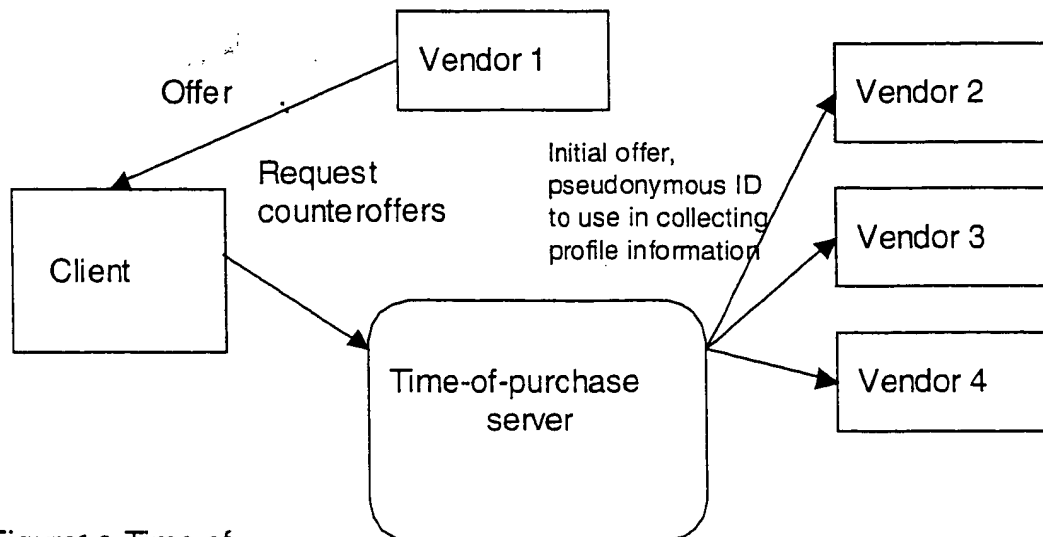 Vendor 1
Offer
Vendor 2
Request
counteroffers
Initial offer,
pseudonymous ID
to use in collecting
profile information
Vendor 3
Client
Vendor 4
Time-of-purchase
server